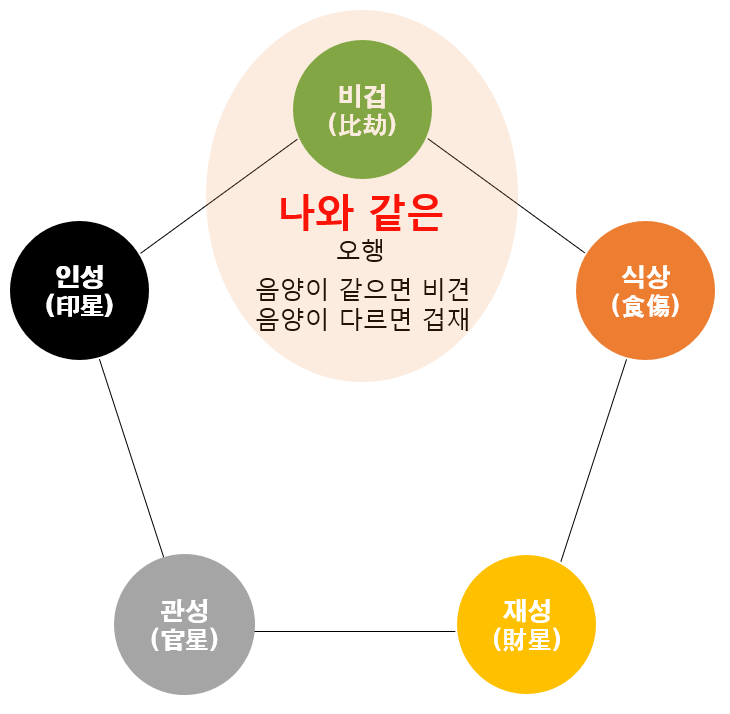 비겁
(比劫)
나와 같은
오행
음양이 같으면 비견
음양이 다르면 겁재
인성
(印星)
식상
(食傷)
관성
(官星)
재성
(財星)